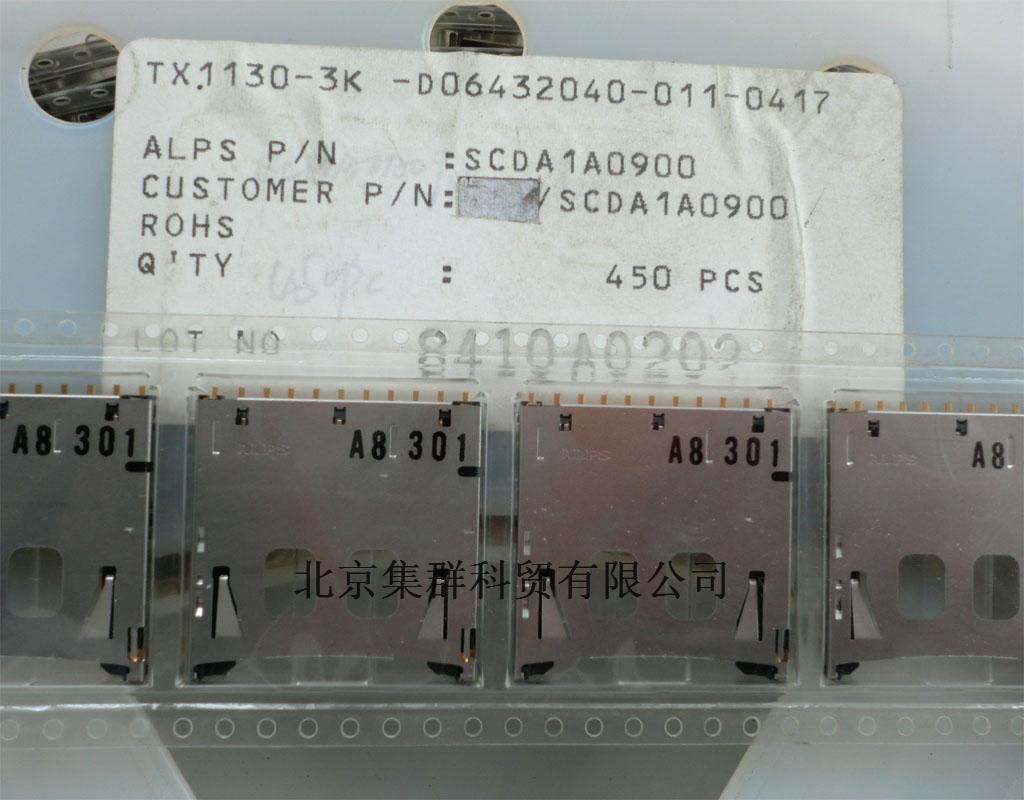 TX1130-3K -D06432040-011-0417
ALPS P/N :SCDA1A0900
CUSTOMER P/N: /SCDA1A0900
ROHS
Q'TY : 450 PCS
LOT NO 8410A0202
A8 301
A8 301
A8 301
A8
ALPS
ALPS
ALPS
北京集群科贸有限公司